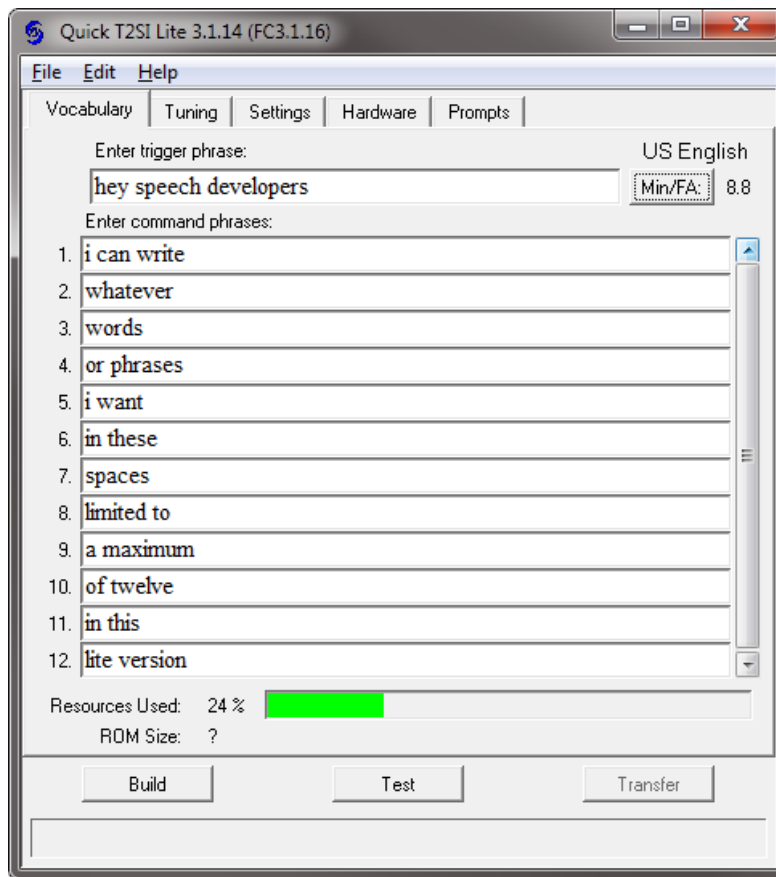 Quick T2SI Lite 3.1.14 (FC3.1.16)
File Edit Help
Vocabulary Tuning Settings Hardware Prompts
Enter trigger phrase: US English
hey speech developers Min/FA: 8.8
Enter command phrases:
1. i can write
2. whatever
3. words
4. or phrases
5. i want
6. in these
7. spaces
8. limited to
9. a maximum
10. of twelve
11. in this
12. lite version
Resources Used: 24 %
ROM Size: ?
Build Test Transfer